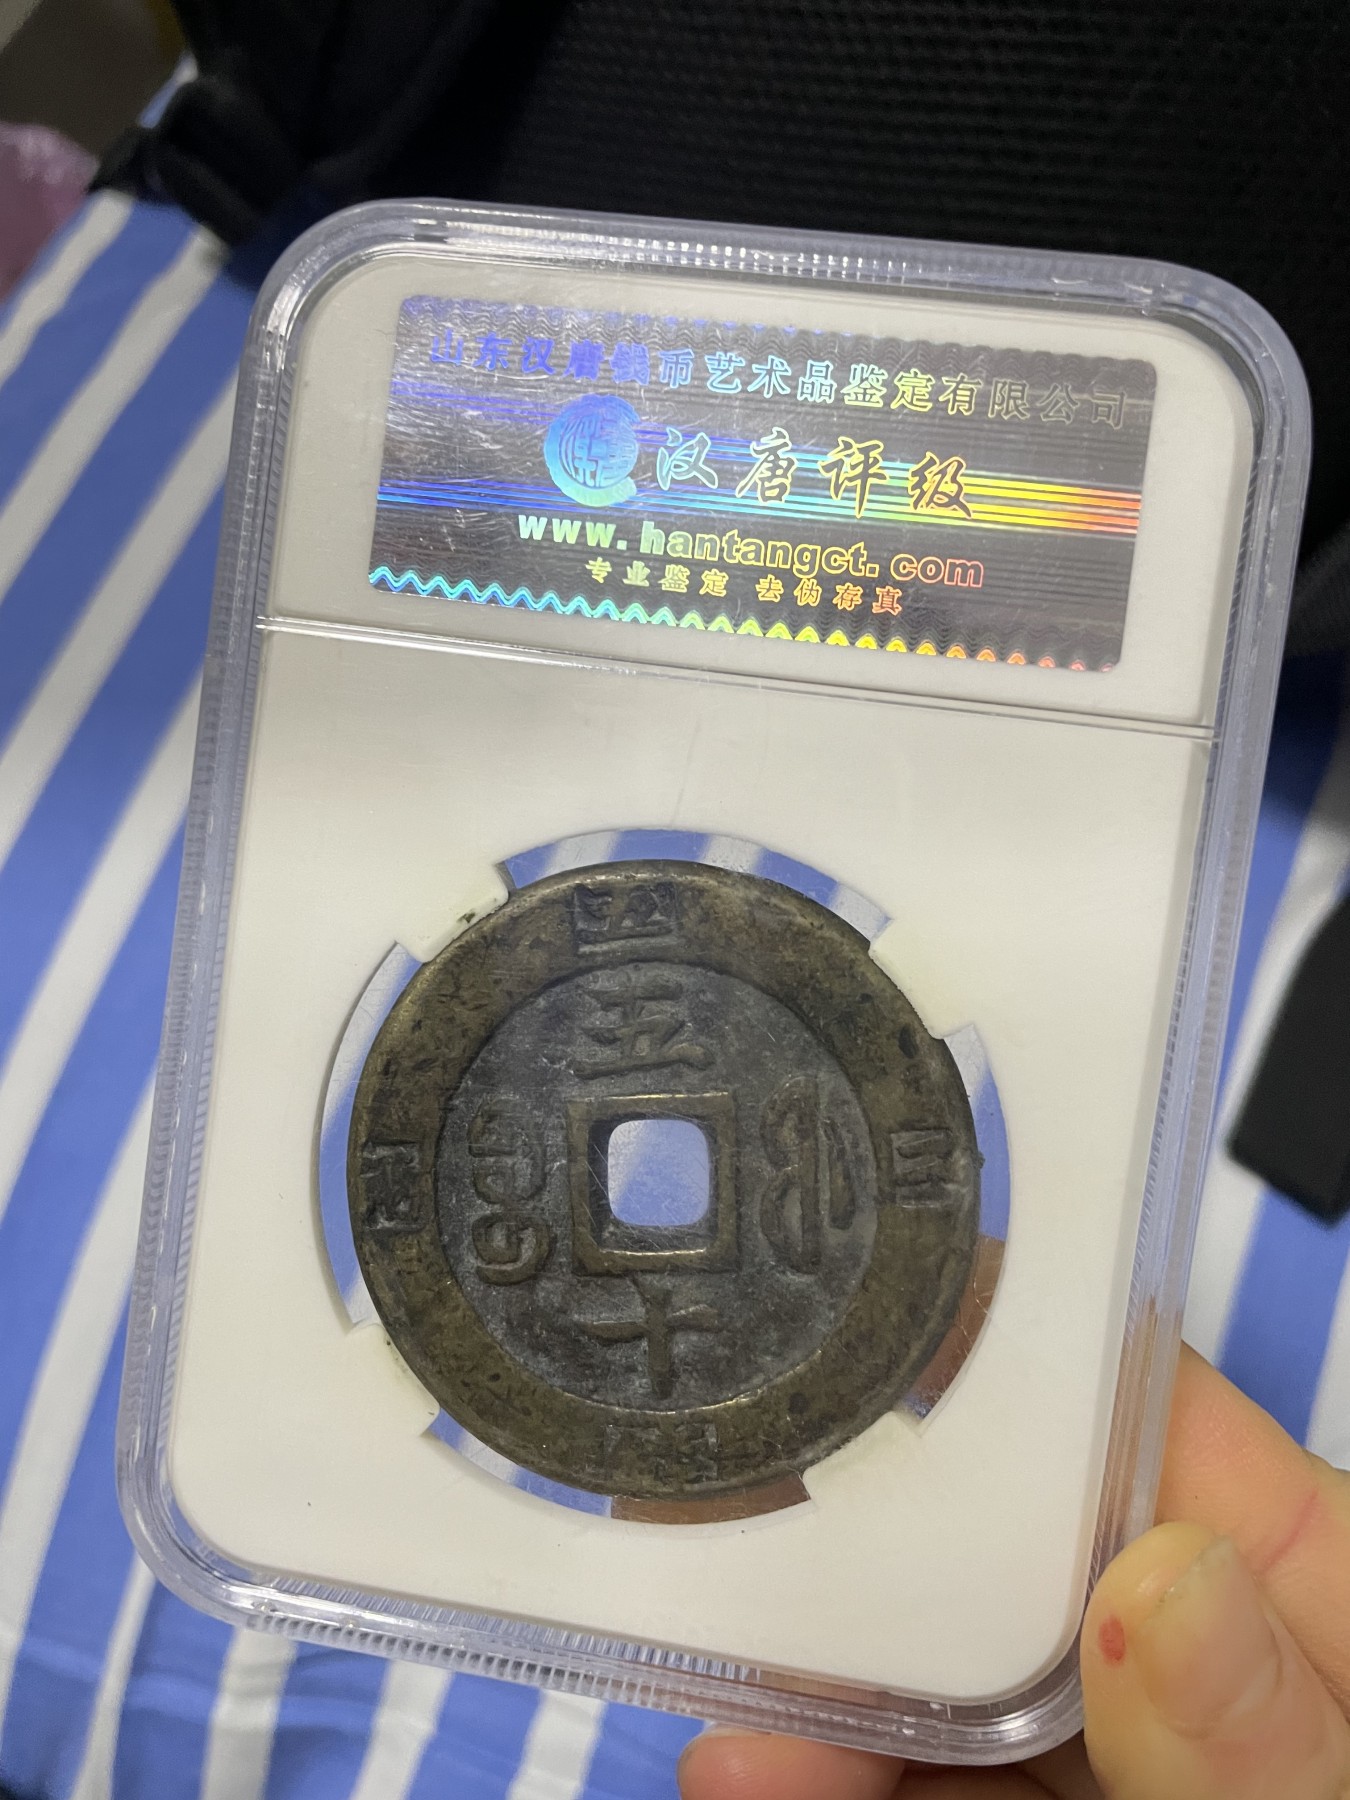 山东汉唐钱币艺术品鉴定有限公司
汉唐评级
www.hantangct.com
专业鉴定 去伪存真
五
十